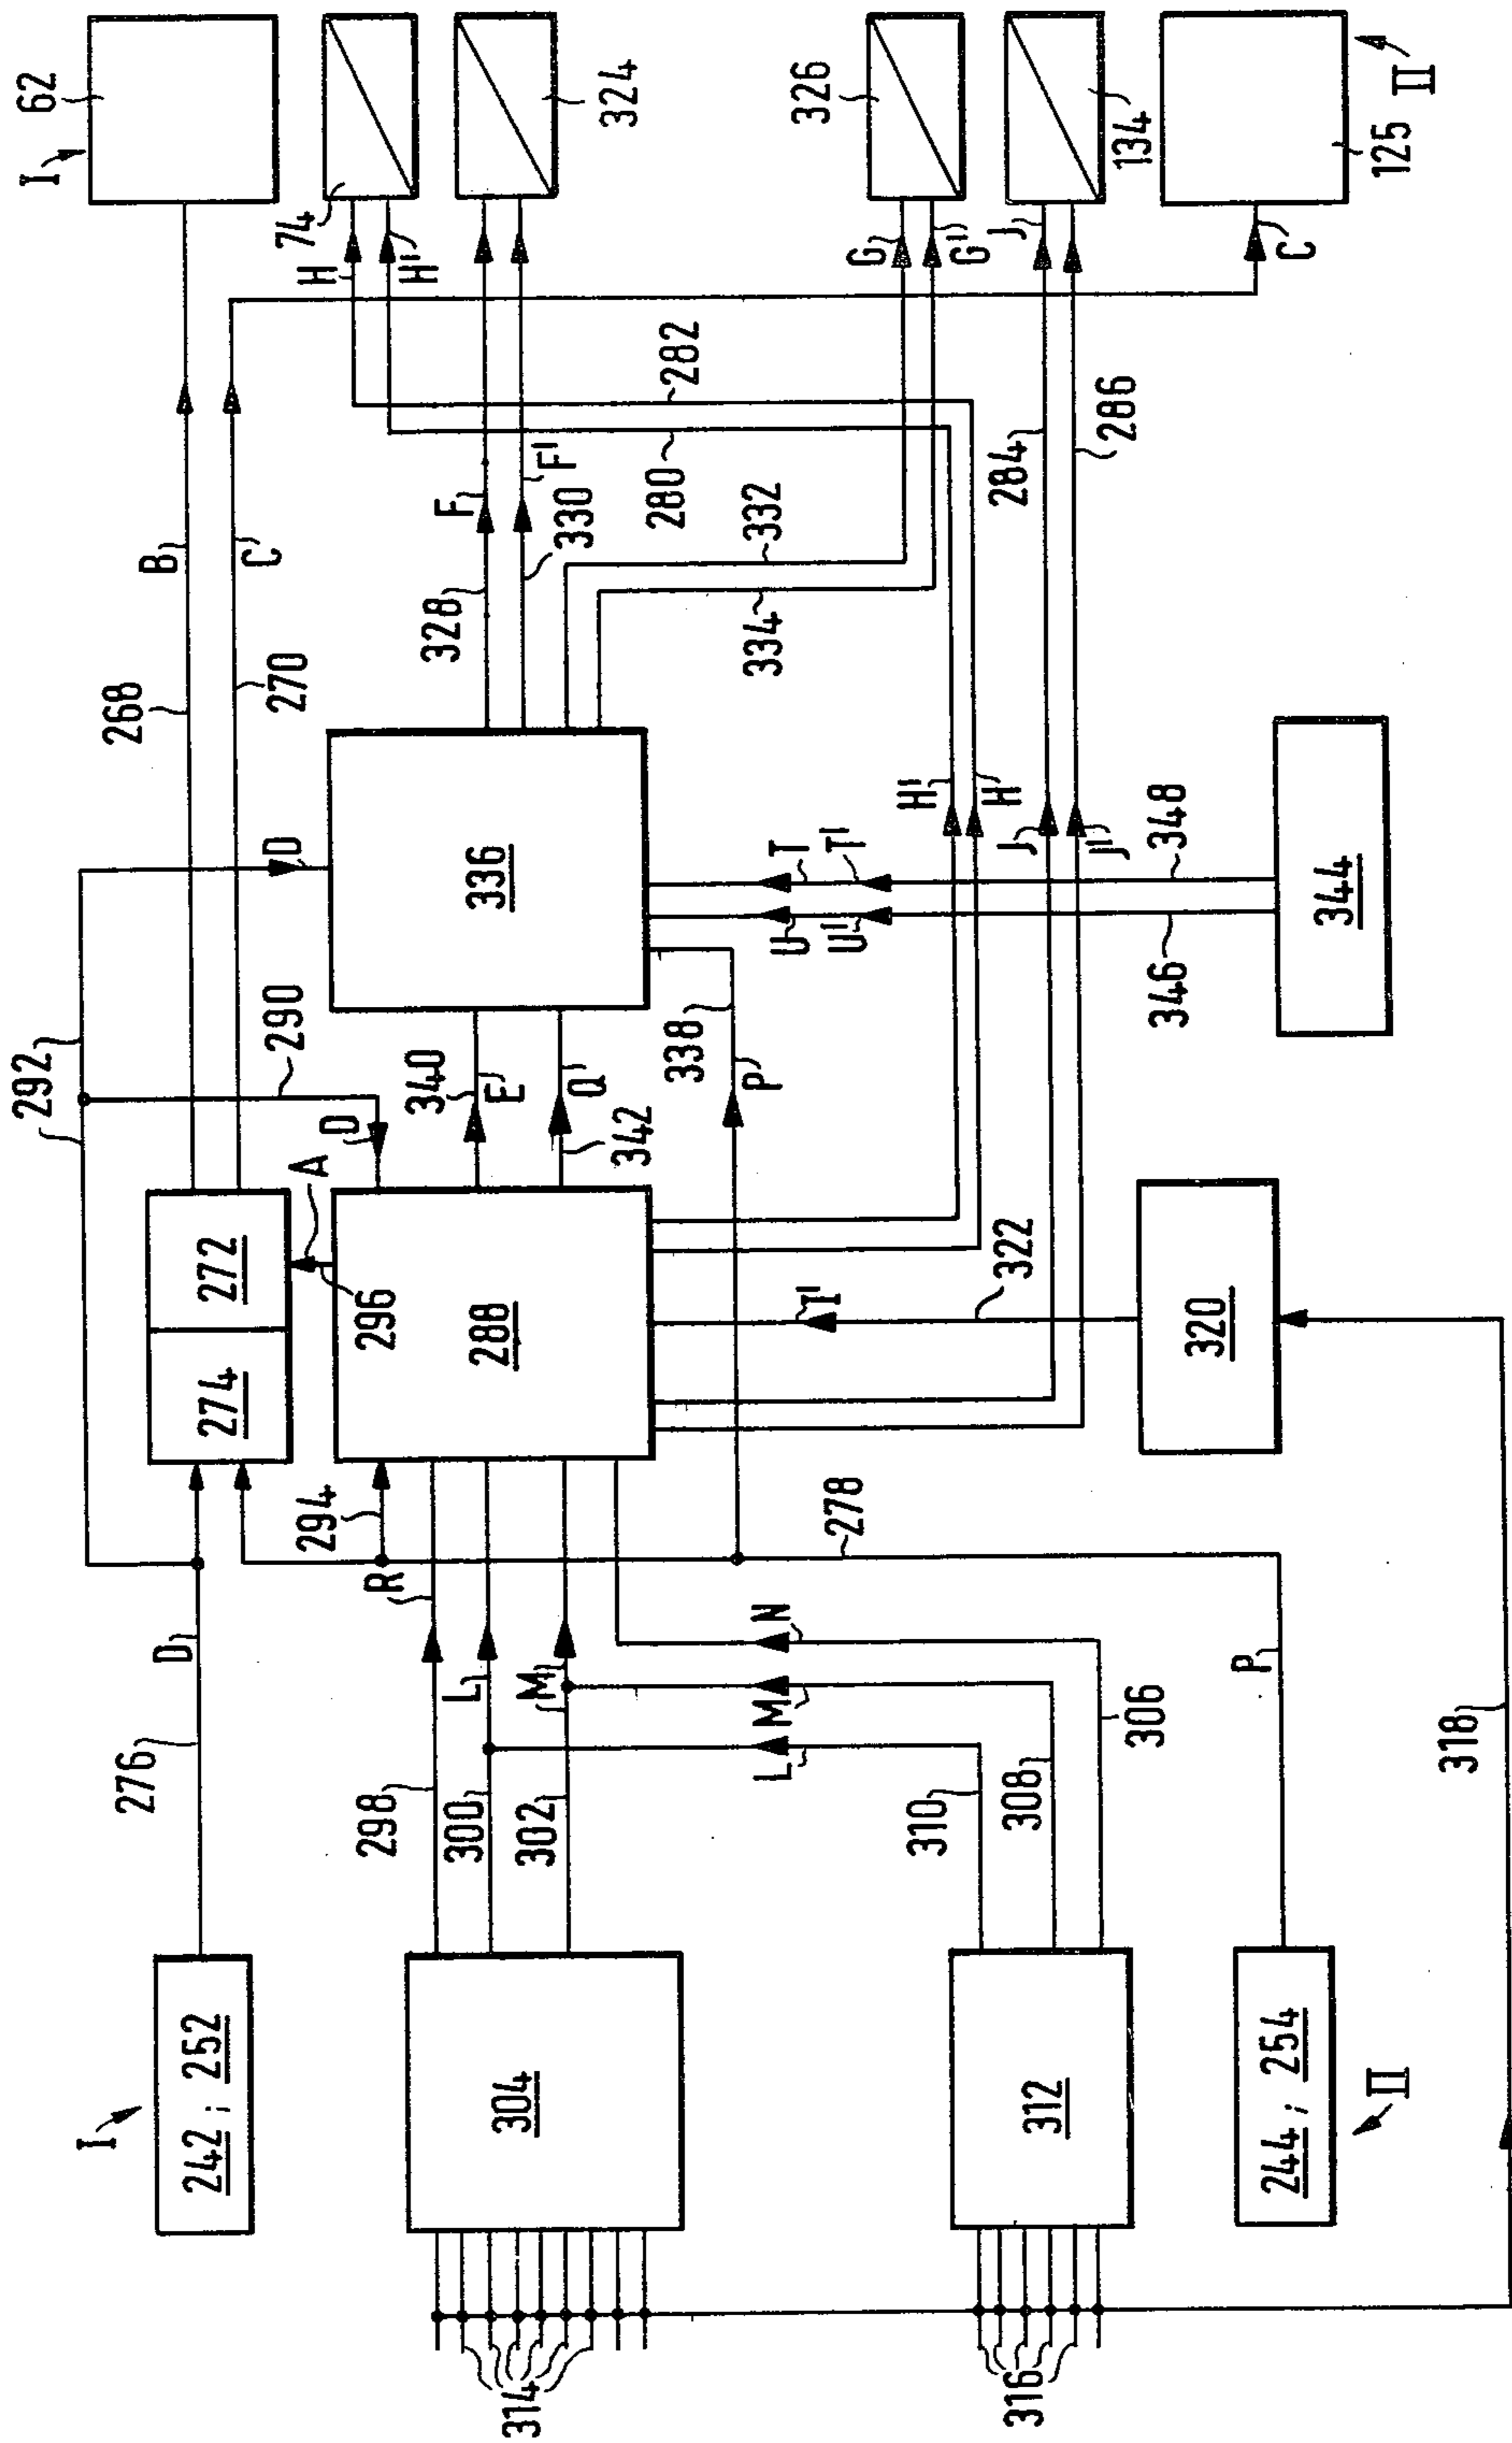 I
62
74
324
326
134
125
II
H
H'
G
G'
J
C
B
C
268
270
F
F'
328
330
332
334
280
282
284
286
292
290
D
D
A
296
272
274
288
336
340
E
Q
342
338
P
U
U'
T
T'
346
348
344
H'
H
J
J'
T'
322
320
294
278
R
L
M
N
M
L
298
300
302
310
308
306
P
318
D
276
I
242; 252
304
312
244; 254
II
314
316